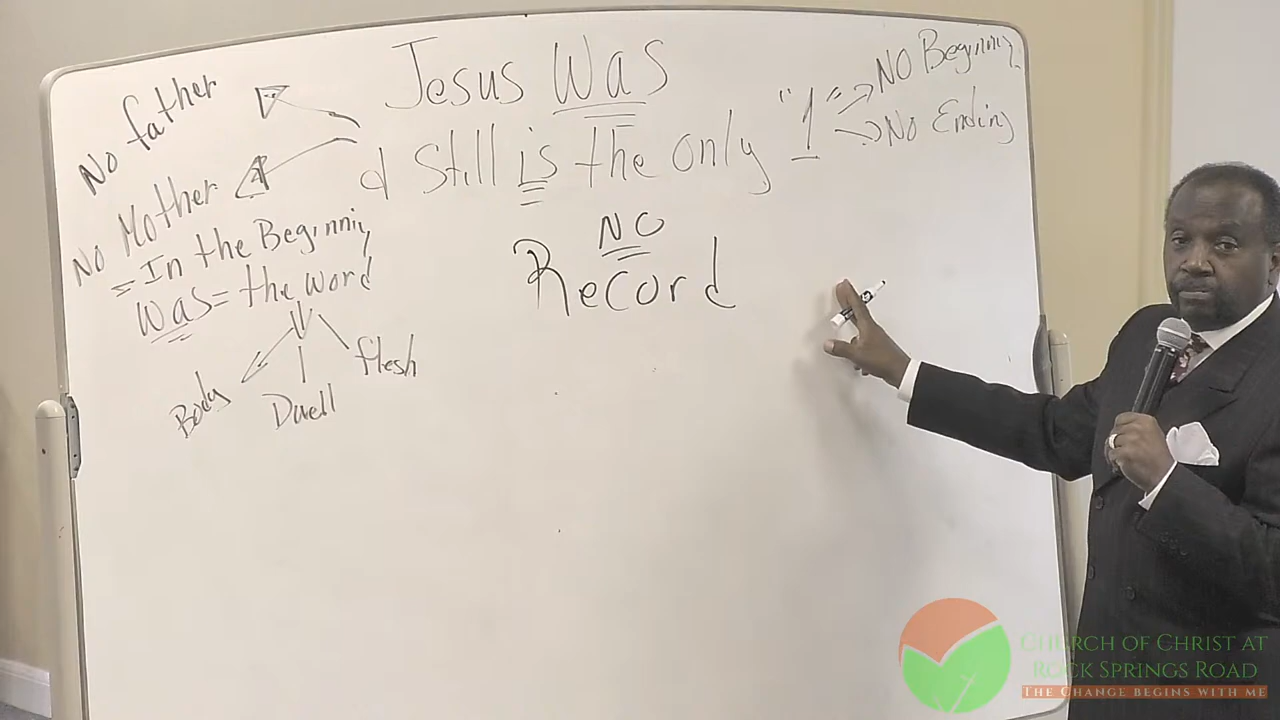 Jesus Was
d Still is the only "1"
No Beginning
No Ending
No father
No Mother
= In the Beginning
Was = the word
Body
Dwell
flesh
NO
Record
CHURCH OF CHRIST AT
ROCK SPRINGS ROAD
THE CHANGE BEGINS WITH ME